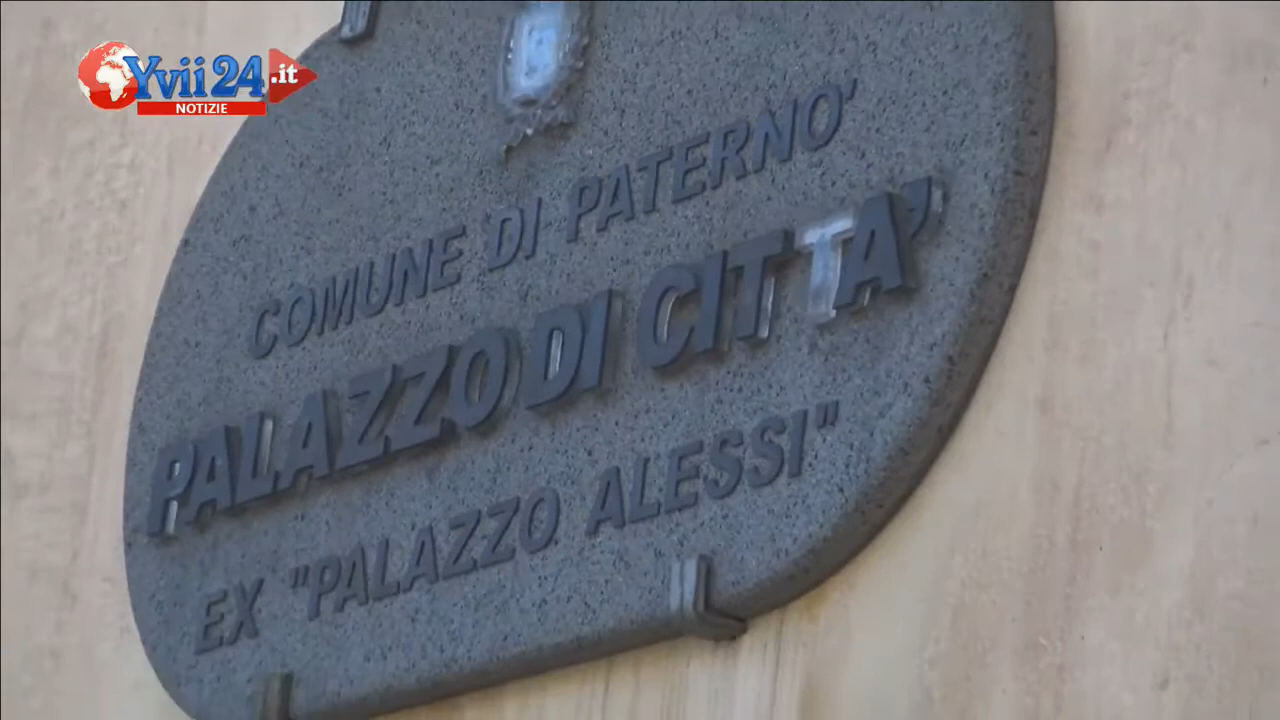 Yvii24.it
NOTIZIE
COMUNE DI PATERNO'
PALAZZO DI CITTA'
EX "PALAZZO ALESSI"